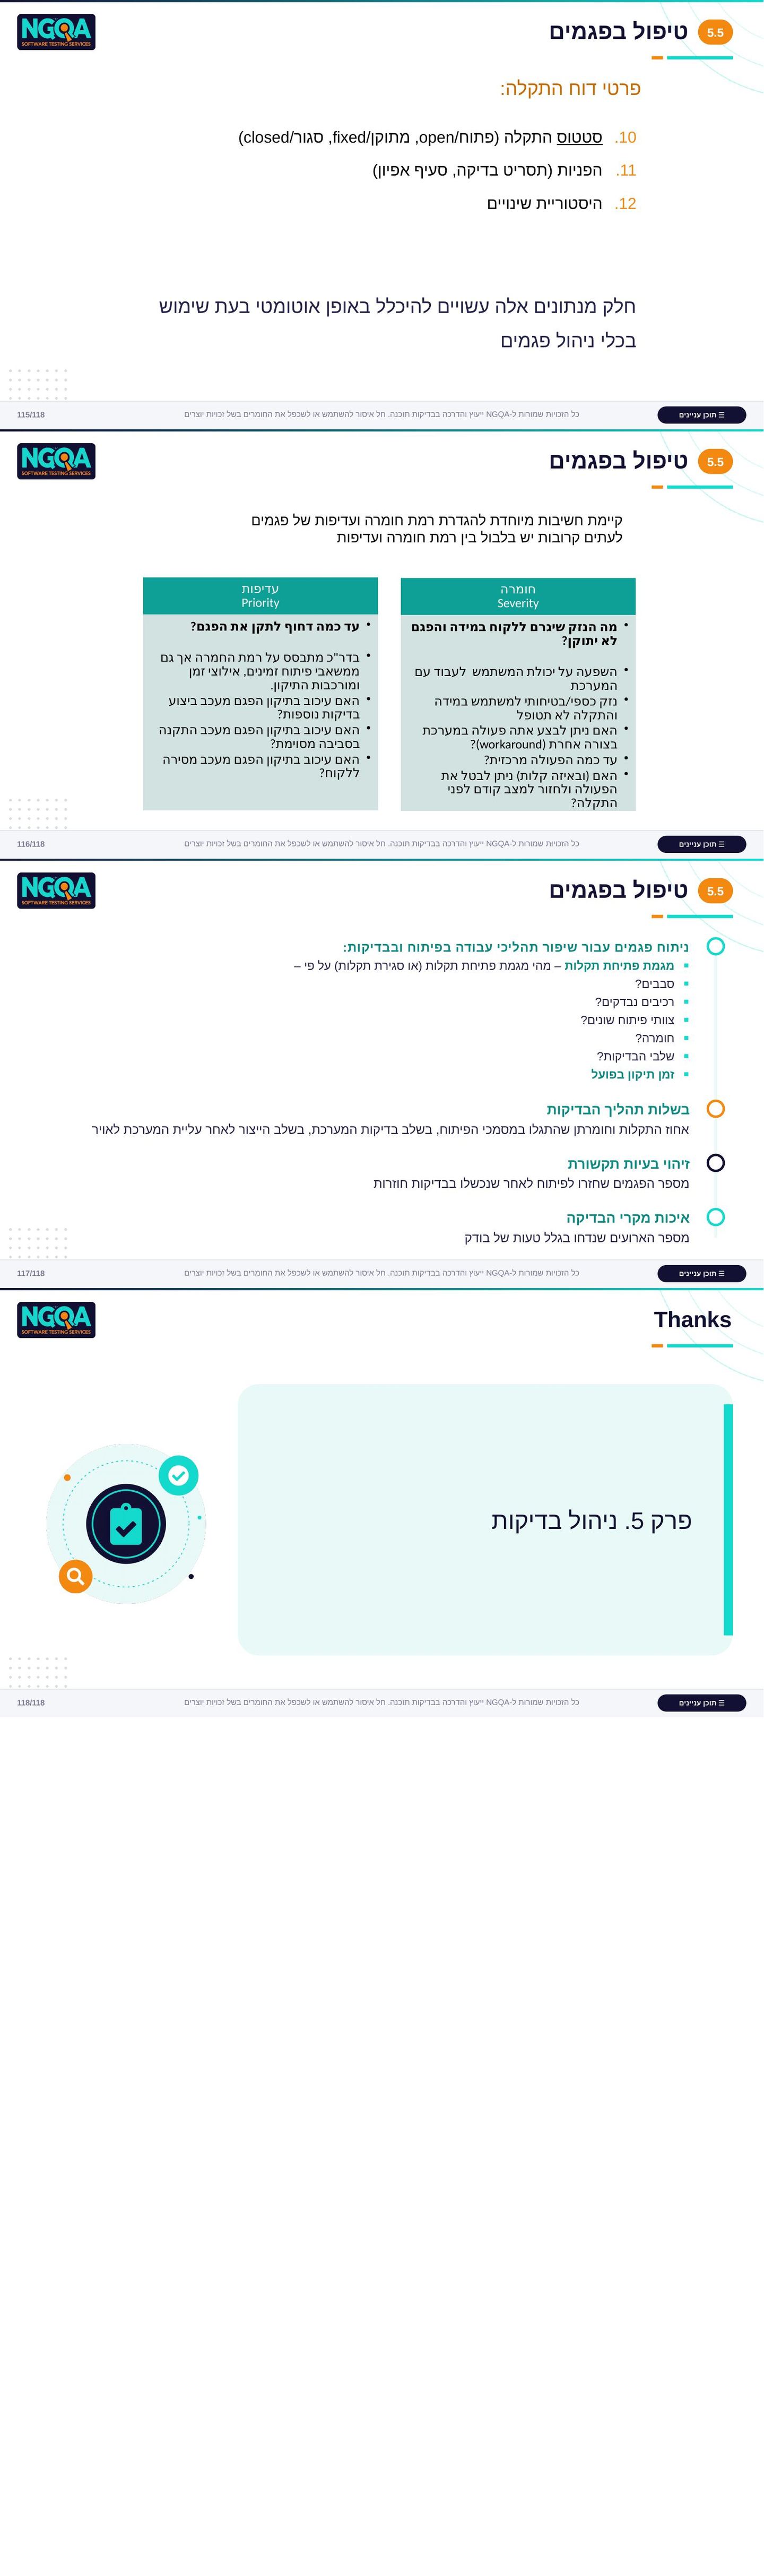 NGQA
SOFTWARE TESTING SERVICES
5.5
טיפול בפגמים
פרטי דוח התקלה:
10. סטטוס התקלה (פתוח/open, מתוקן/fixed, סגור/closed)
11. הפניות (תסריט בדיקה, סעיף אפיון)
12. היסטוריית שינויים
חלק מנתונים אלה עשויים להיכלל באופן אוטומטי בעת שימוש
בכלי ניהול פגמים
☰ תוכן עניינים
כל הזכויות שמורות ל-NGQA ייעוץ והדרכה בבדיקות תוכנה. חל איסור להשתמש או לשכפל את החומרים בשל זכויות יוצרים
115/118
NGQA
SOFTWARE TESTING SERVICES
5.5
טיפול בפגמים
קיימת חשיבות מיוחדת להגדרת רמת חומרה ועדיפות של פגמים
לעתים קרובות יש בלבול בין רמת חומרה ועדיפות
חומרה
Severity
• מה הנזק שיגרם ללקוח במידה והפגם
לא יתוקן?
• השפעה על יכולת המשתמש לעבוד עם
המערכת
• נזק כספי/בטיחותי למשתמש במידה
והתקלה לא תטופל
• האם ניתן לבצע אתה פעולה במערכת
בצורה אחרת (workaround)?
• עד כמה הפעולה מרכזית?
• האם (ובאיזה קלות) ניתן לבטל את
הפעולה ולחזור למצב קודם לפני
התקלה?
עדיפות
Priority
• עד כמה דחוף לתקן את הפגם?
• בדר"כ מתבסס על רמת החמרה אך גם
ממשאבי פיתוח זמינים, אילוצי זמן
ומורכבות התיקון.
• האם עיכוב בתיקון הפגם מעכב ביצוע
בדיקות נוספות?
• האם עיכוב בתיקון הפגם מעכב התקנה
בסביבה מסוימת?
• האם עיכוב בתיקון הפגם מעכב מסירה
ללקוח?
☰ תוכן עניינים
כל הזכויות שמורות ל-NGQA ייעוץ והדרכה בבדיקות תוכנה. חל איסור להשתמש או לשכפל את החומרים בשל זכויות יוצרים
116/118
NGQA
SOFTWARE TESTING SERVICES
5.5
טיפול בפגמים
ניתוח פגמים עבור שיפור תהליכי עבודה בפיתוח ובבדיקות:
▪ מגמת פתיחת תקלות – מהי מגמת פתיחת תקלות (או סגירת תקלות) על פי –
▪ סבבים?
▪ רכיבים נבדקים?
▪ צוותי פיתוח שונים?
▪ חומרה?
▪ שלבי הבדיקות?
▪ זמן תיקון בפועל
בשלות תהליך הבדיקות
אחוז התקלות וחומרתן שהתגלו במסמכי הפיתוח, בשלב בדיקות המערכת, בשלב הייצור לאחר עליית המערכת לאויר
זיהוי בעיות תקשורת
מספר הפגמים שחזרו לפיתוח לאחר שנכשלו בבדיקות חוזרות
איכות מקרי הבדיקה
מספר הארועים שנדחו בגלל טעות של בודק
☰ תוכן עניינים
כל הזכויות שמורות ל-NGQA ייעוץ והדרכה בבדיקות תוכנה. חל איסור להשתמש או לשכפל את החומרים בשל זכויות יוצרים
117/118
NGQA
SOFTWARE TESTING SERVICES
Thanks
פרק 5. ניהול בדיקות
☰ תוכן עניינים
כל הזכויות שמורות ל-NGQA ייעוץ והדרכה בבדיקות תוכנה. חל איסור להשתמש או לשכפל את החומרים בשל זכויות יוצרים
118/118